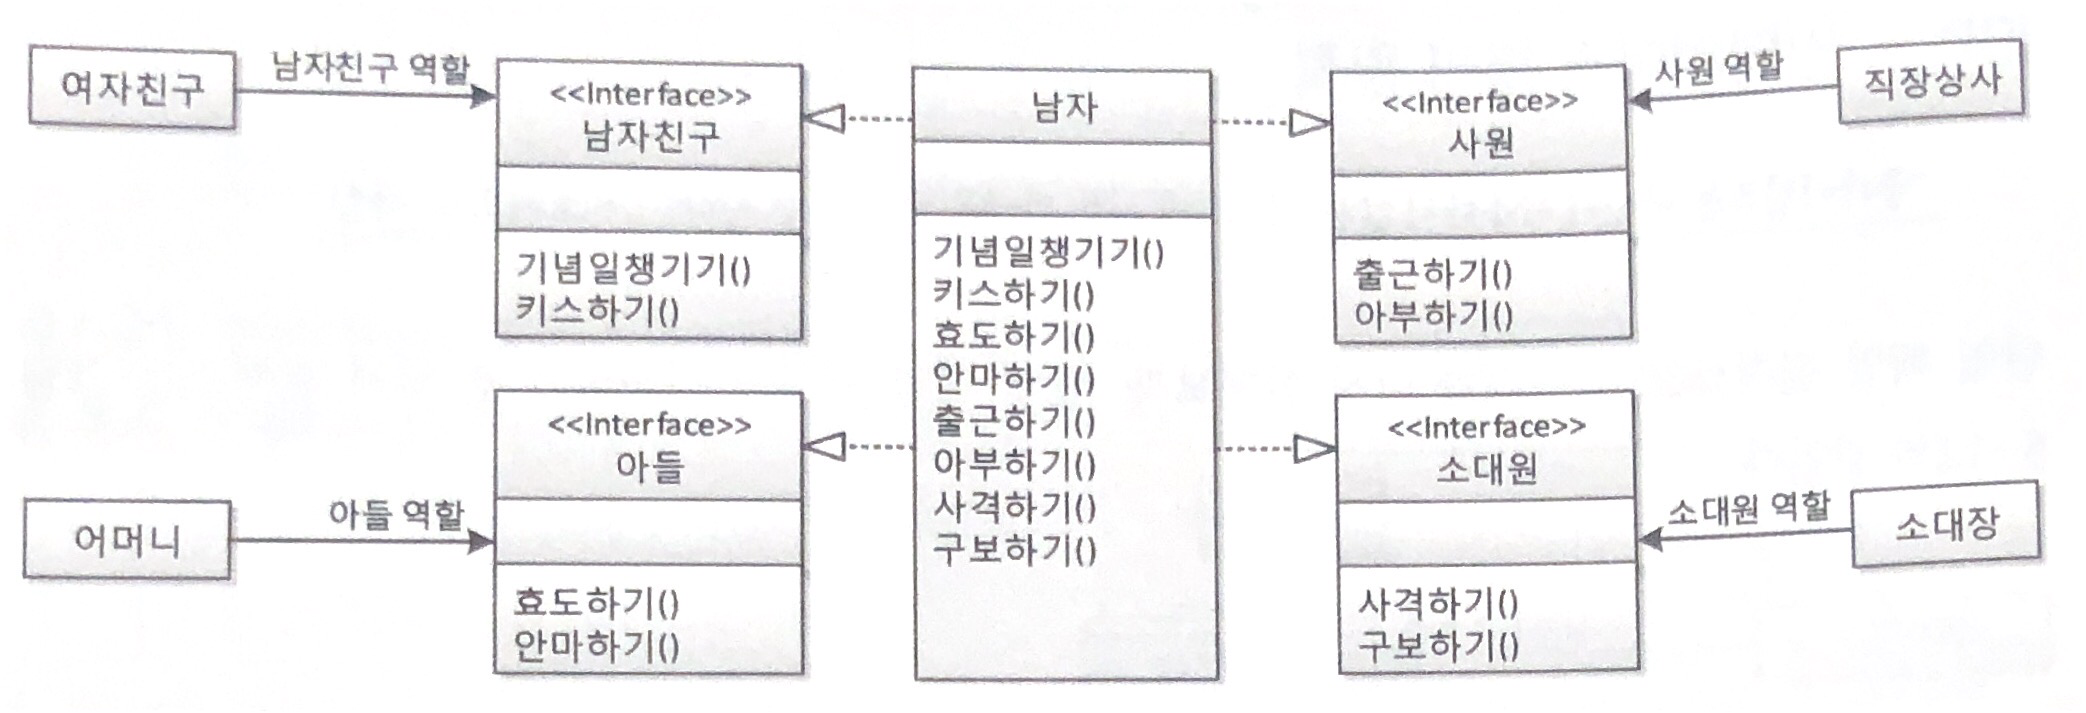 여자친구
남자친구 역할
<<Interface>>
남자친구
기념일챙기기()
키스하기()
남자
기념일챙기기()
키스하기()
효도하기()
안마하기()
출근하기()
아부하기()
사격하기()
구보하기()
<<Interface>>
사원
출근하기()
아부하기()
사원 역할
직장상사
어머니
아들 역할
<<Interface>>
아들
효도하기()
안마하기()
<<Interface>>
소대원
사격하기()
구보하기()
소대원 역할
소대장